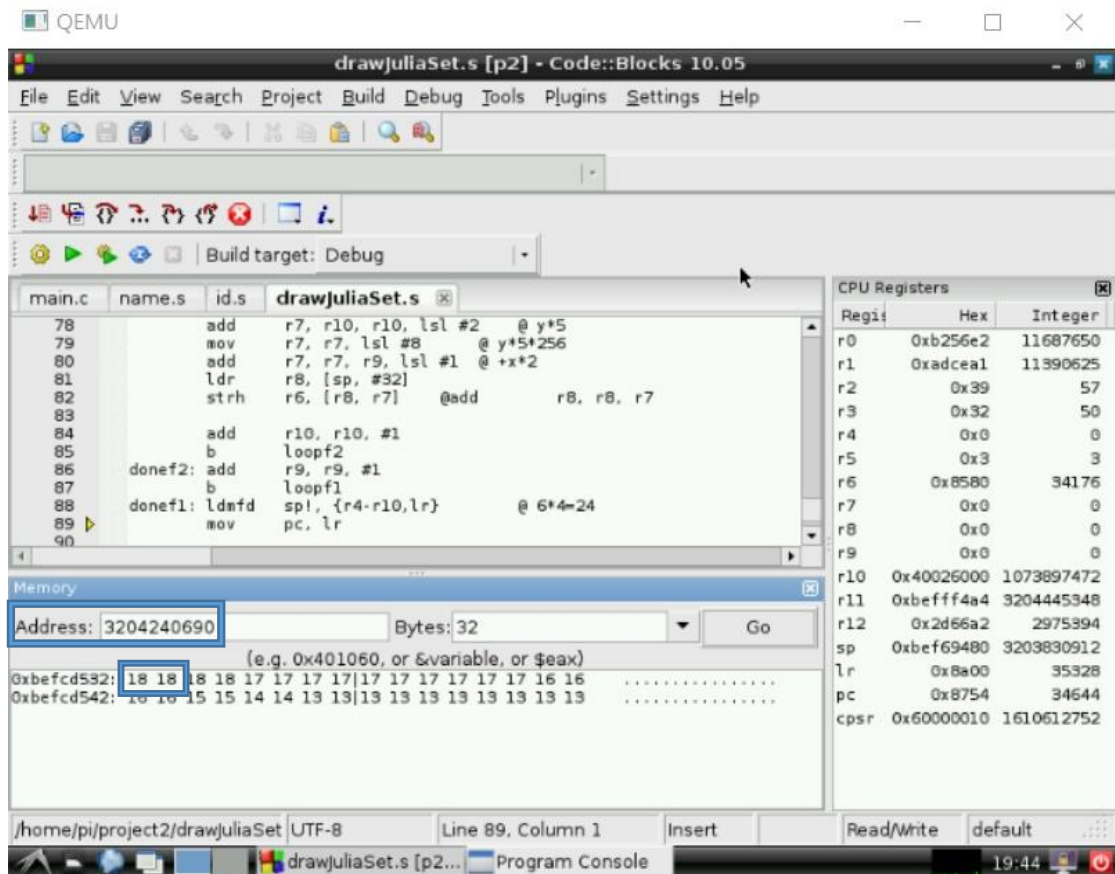 QEMU
drawJuliaSet.s [p2] - Code::Blocks 10.05
File Edit View Search Project Build Debug Tools Plugins Settings Help
Build target: Debug
main.c name.s id.s drawJuliaSet.s
78 add r7, r10, r10, lsl #2 @ y*5
79 mov r7, r7, lsl #8 @ y*5*256
80 add r7, r7, r9, lsl #1 @ +x*2
81 ldr r8, [sp, #32]
82 strh r6, [r8, r7] @add r8, r8, r7
83
84 add r10, r10, #1
85 b loopf2
86 donef2: add r9, r9, #1
87 b loopf1
88 donef1: ldmfd sp!, {r4-r10,lr} @ 6*4=24
89 mov pc, lr
90
CPU Registers
Regis Hex Integer
r0 0xb256e2 11687650
r1 0xadcea1 11390625
r2 0x39 57
r3 0x32 50
r4 0x0 0
r5 0x3 3
r6 0x8580 34176
r7 0x0 0
r8 0x0 0
r9 0x0 0
r10 0x40026000 1073897472
r11 0xbefff4a4 3204445348
r12 0x2d66a2 2975394
sp 0xbef69480 3203830912
lr 0x8a00 35328
pc 0x8754 34644
cpsr 0x60000010 1610612752
Memory
Address: 3204240690 Bytes: 32 Go
(e.g. 0x401060, or &variable, or $eax)
0xbefcd532: 18 18 18 18 17 17 17 17 17|17 17 17 17 17 17 16 16 ................
0xbefcd542: 16 16 15 15 14 14 13 13|13 13 13 13 13 13 13 13 ................
/home/pi/project2/drawJuliaSet UTF-8 Line 89, Column 1 Insert Read/Write default
drawJuliaSet.s [p2... Program Console 19:44